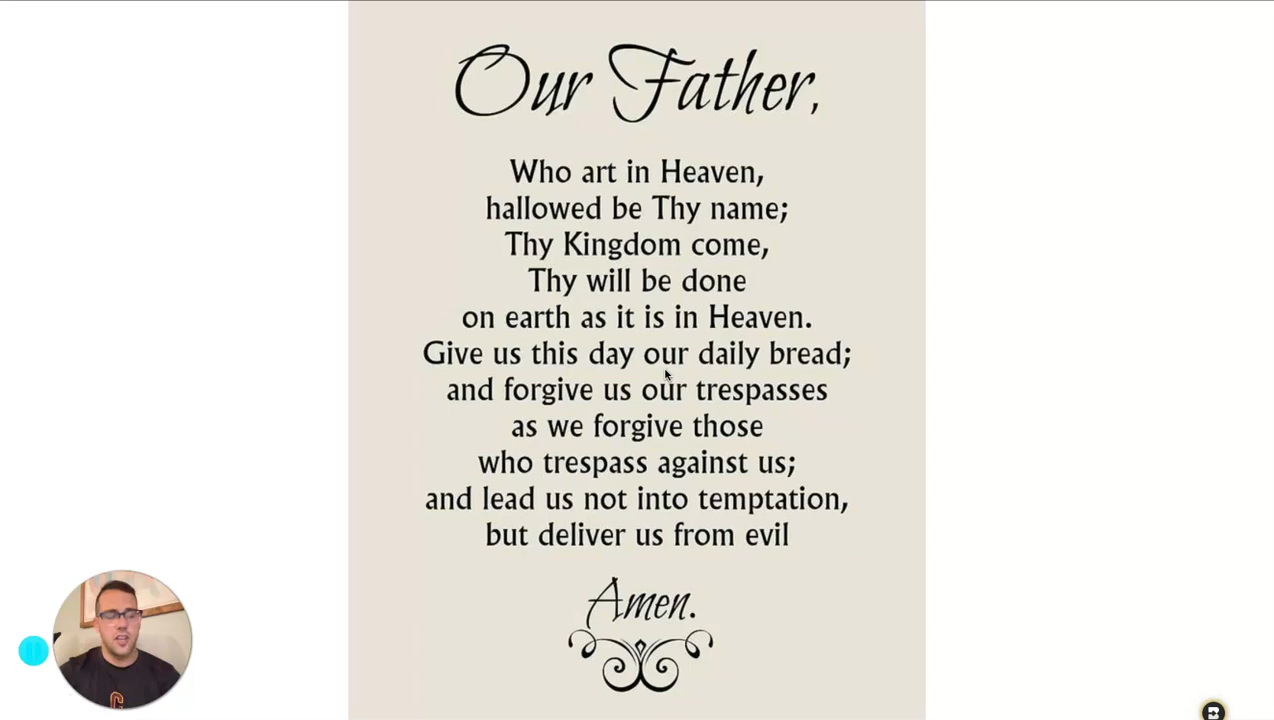 Our Father,
Who art in Heaven,
hallowed be Thy name;
Thy Kingdom come,
Thy will be done
on earth as it is in Heaven.
Give us this day our daily bread;
and forgive us our trespasses
as we forgive those
who trespass against us;
and lead us not into temptation,
but deliver us from evil
Amen.
C